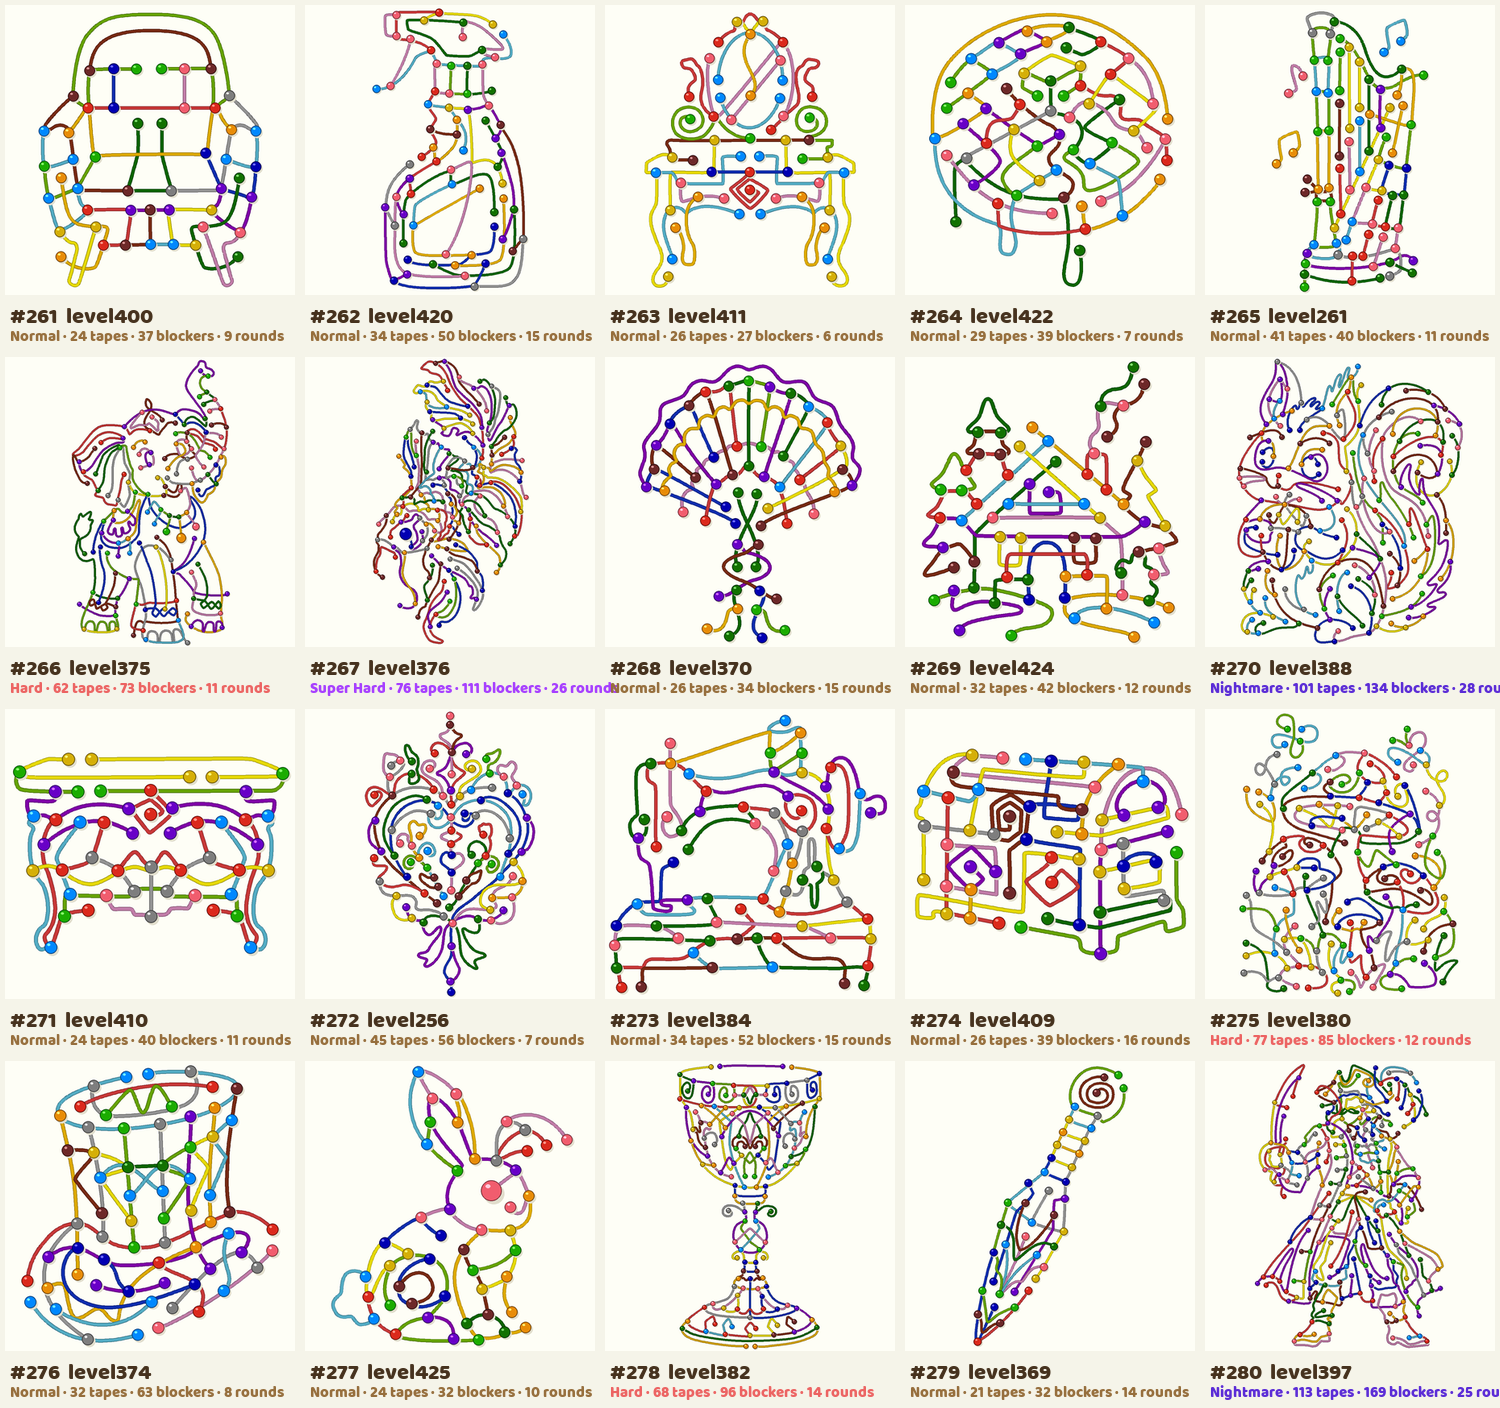 #261 level400
Normal · 24 tapes · 37 blockers · 9 rounds
#262 level420
Normal · 34 tapes · 50 blockers · 15 rounds
#263 level411
Normal · 26 tapes · 27 blockers · 6 rounds
#264 level422
Normal · 29 tapes · 39 blockers · 7 rounds
#265 level261
Normal · 41 tapes · 40 blockers · 11 rounds
#266 level375
Hard · 62 tapes · 73 blockers · 11 rounds
#267 level376
Super Hard · 76 tapes · 111 blockers · 26 rounds
#268 level370
Normal · 26 tapes · 34 blockers · 15 rounds
#269 level424
Normal · 32 tapes · 42 blockers · 12 rounds
#270 level388
Nightmare · 101 tapes · 134 blockers · 28 rou
#271 level410
Normal · 24 tapes · 40 blockers · 11 rounds
#272 level256
Normal · 45 tapes · 56 blockers · 7 rounds
#273 level384
Normal · 34 tapes · 52 blockers · 15 rounds
#274 level409
Normal · 26 tapes · 39 blockers · 16 rounds
#275 level380
Hard · 77 tapes · 85 blockers · 12 rounds
#276 level374
Normal · 32 tapes · 63 blockers · 8 rounds
#277 level425
Normal · 24 tapes · 32 blockers · 10 rounds
#278 level382
Hard · 68 tapes · 96 blockers · 14 rounds
#279 level369
Normal · 21 tapes · 32 blockers · 14 rounds
#280 level397
Nightmare · 113 tapes · 169 blockers · 25 rou